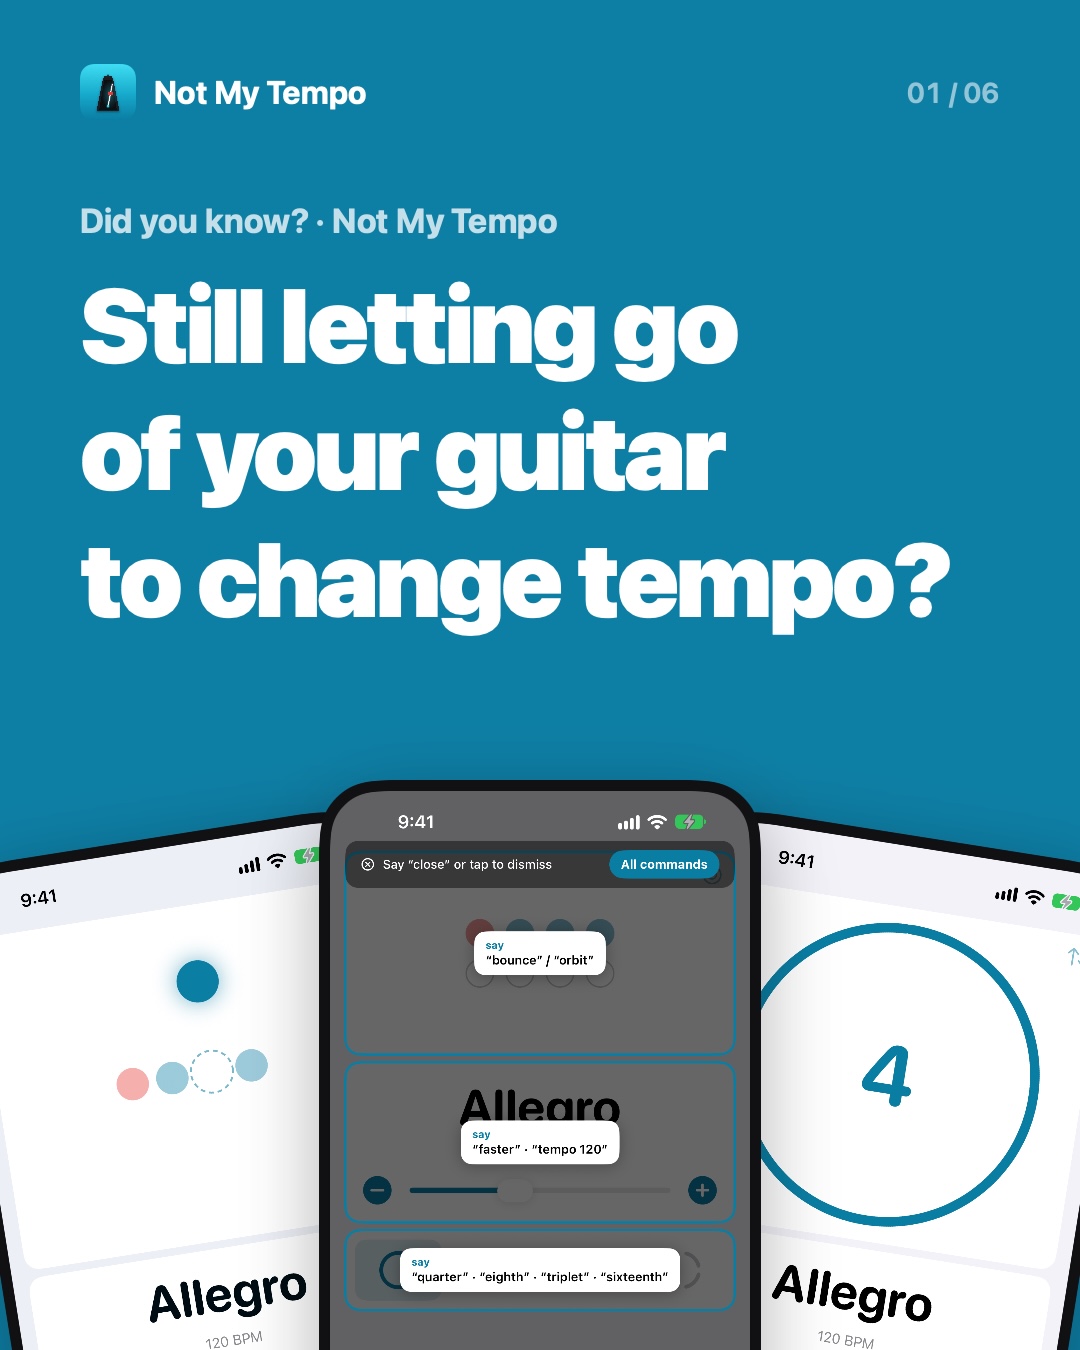 Not My Tempo
01 / 06
Did you know? · Not My Tempo
Still letting go
of your guitar
to change tempo?
9:41
Allegro
120 BPM
9:41
Say “close” or tap to dismiss
All commands
say
“bounce” / “orbit”
Allegro
say
“faster” · “tempo 120”
say
“quarter” · “eighth” · “triplet” · “sixteenth”
9:41
4
Allegro
120 BPM